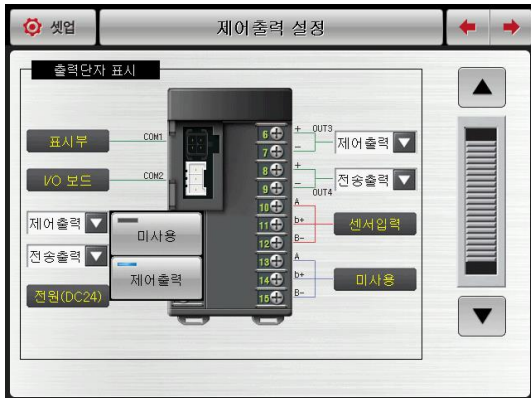 셋업
제어출력 설정
출력단자 표시
표시부
COM1
6 + OUT3
7 -
제어출력
I/O 보드
COM2
8 +
9 - OUT4
전송출력
제어출력
미사용
10 A
11 b+
12 B-
센서입력
전송출력
제어출력
13 A
14 b+
15 B-
미사용
전원(DC24)